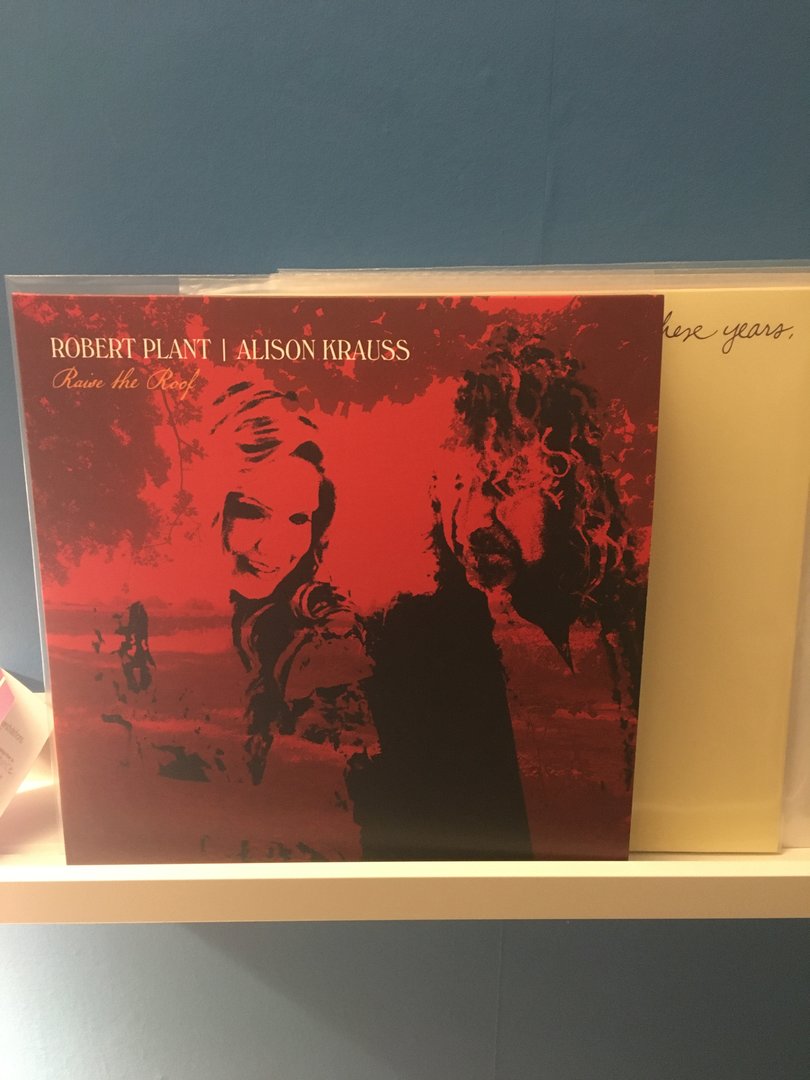 ROBERT PLANT | ALISON KRAUSS
Raise the Roof
years,